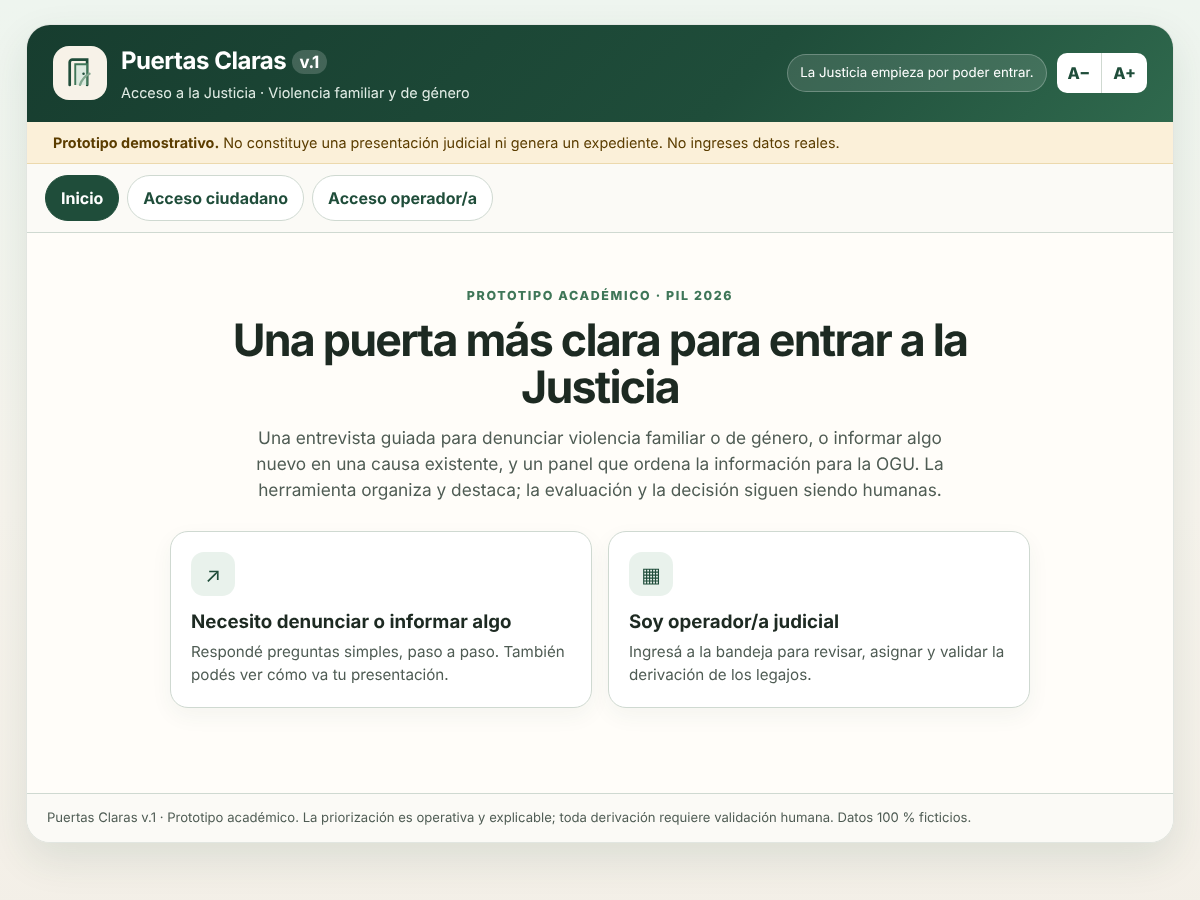 Puertas Claras v.1
Acceso a la Justicia · Violencia familiar y de género
La Justicia empieza por poder entrar.
A− A+
Prototipo demostrativo. No constituye una presentación judicial ni genera un expediente. No ingreses datos reales.
Inicio
Acceso ciudadano
Acceso operador/a
PROTOTIPO ACADÉMICO · PIL 2026
Una puerta más clara para entrar a la
Justicia
Una entrevista guiada para denunciar violencia familiar o de género, o informar algo
nuevo en una causa existente, y un panel que ordena la información para la OGU. La
herramienta organiza y destaca; la evaluación y la decisión siguen siendo humanas.
Necesito denunciar o informar algo
Respondé preguntas simples, paso a paso. También
podés ver cómo va tu presentación.
Soy operador/a judicial
Ingresá a la bandeja para revisar, asignar y validar la
derivación de los legajos.
Puertas Claras v.1 · Prototipo académico. La priorización es operativa y explicable; toda derivación requiere validación humana. Datos 100 % ficticios.